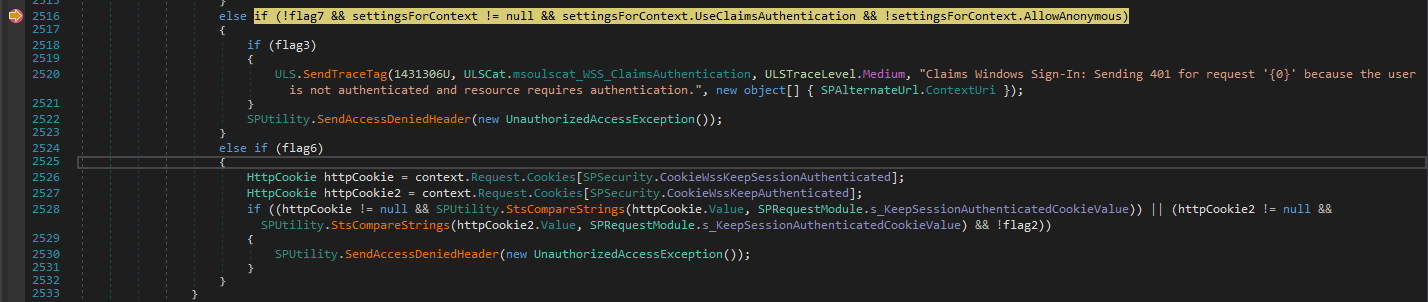 2515 }
2516 else if (!flag7 && settingsForContext != null && settingsForContext.UseClaimsAuthentication && !settingsForContext.AllowAnonymous)
2517 {
2518 if (flag3)
2519 {
2520 ULS.SendTraceTag(1431306U, ULSCat.msoulscat_WSS_ClaimsAuthentication, ULSTraceLevel.Medium, "Claims Windows Sign-In: Sending 401 for request '{0}' because the user
is not authenticated and resource requires authentication.", new object[] { SPAlternateUrl.ContextUri });
2521 }
2522 SPUtility.SendAccessDeniedHeader(new UnauthorizedAccessException());
2523 }
2524 else if (flag6)
2525 {
2526 HttpCookie httpCookie = context.Request.Cookies[SPSecurity.CookieWssKeepSessionAuthenticated];
2527 HttpCookie httpCookie2 = context.Request.Cookies[SPSecurity.CookieWssKeepAuthenticated];
2528 if ((httpCookie != null && SPUtility.StsCompareStrings(httpCookie.Value, SPRequestModule.s_KeepSessionAuthenticatedCookieValue)) || (httpCookie2 != null &&
SPUtility.StsCompareStrings(httpCookie2.Value, SPRequestModule.s_KeepSessionAuthenticatedCookieValue) && !flag2))
2529 {
2530 SPUtility.SendAccessDeniedHeader(new UnauthorizedAccessException());
2531 }
2532 }
2533 }